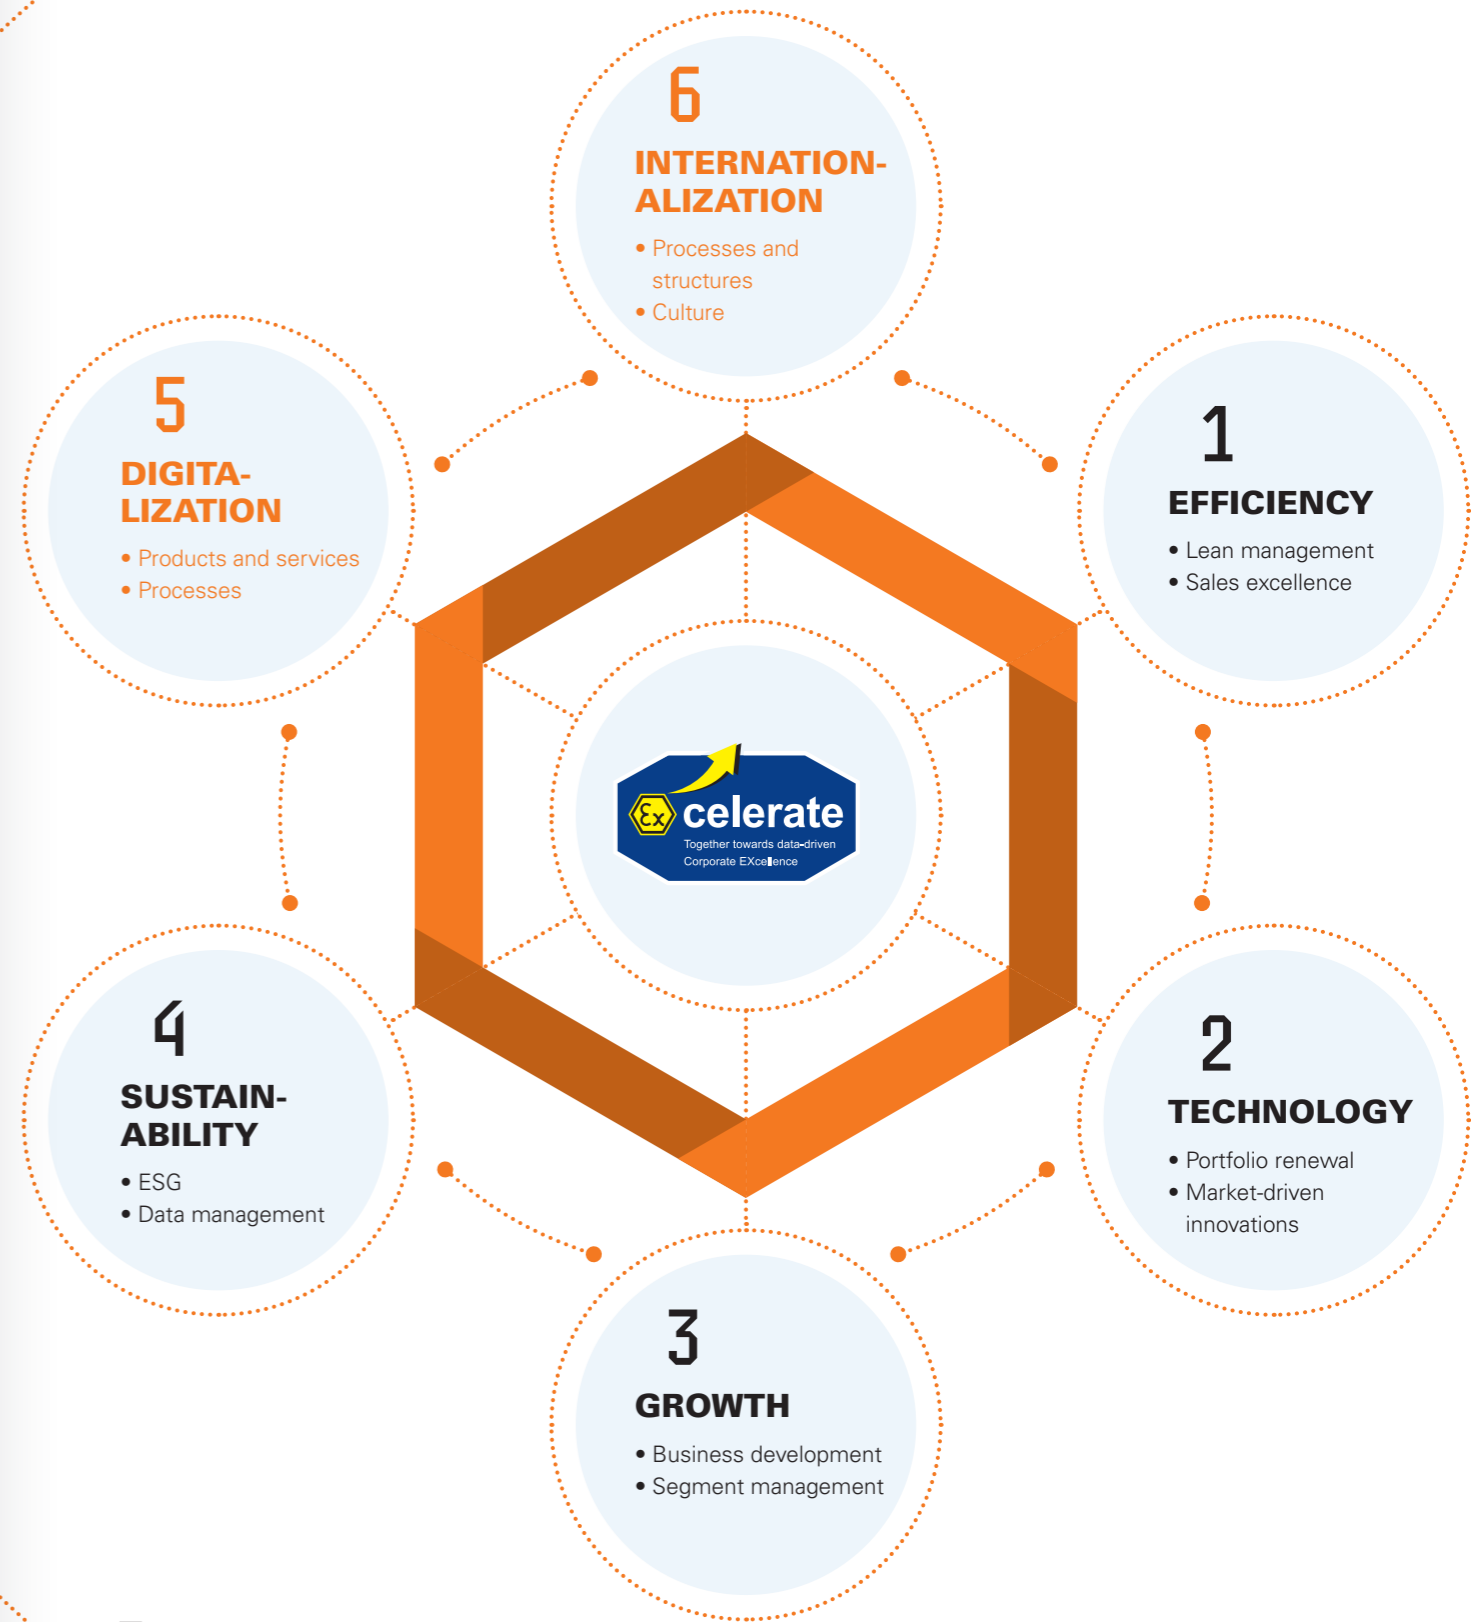 6
INTERNATION-
ALIZATION
• Processes and
structures
• Culture
5
DIGITA-
LIZATION
• Products and services
• Processes
1
EFFICIENCY
• Lean management
• Sales excellence
Ex celerate
Together towards data-driven
Corporate EXcellence
4
SUSTAIN-
ABILITY
• ESG
• Data management
2
TECHNOLOGY
• Portfolio renewal
• Market-driven
innovations
3
GROWTH
• Business development
• Segment management